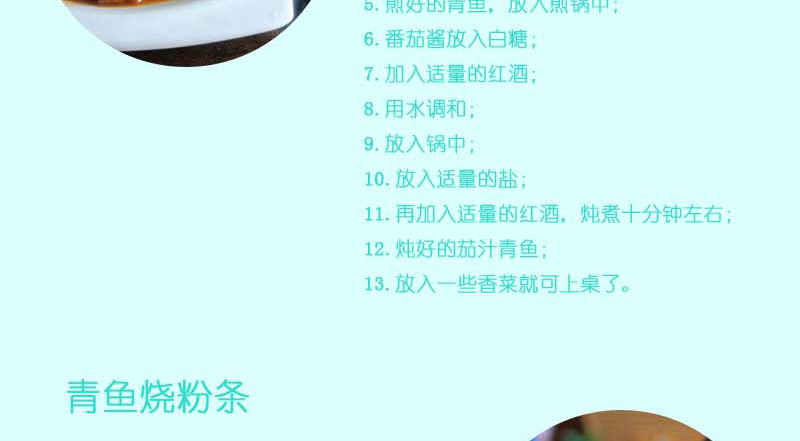 5. 煎好的青鱼，放入煎锅中；
6. 番茄酱放入白糖；
7. 加入适量的红酒；
8. 用水调和；
9. 放入锅中；
10. 放入适量的盐；
11. 再加入适量的红酒，炖煮十分钟左右；
12. 炖好的茄汁青鱼；
13. 放入一些香菜就可上桌了。
青鱼烧粉条